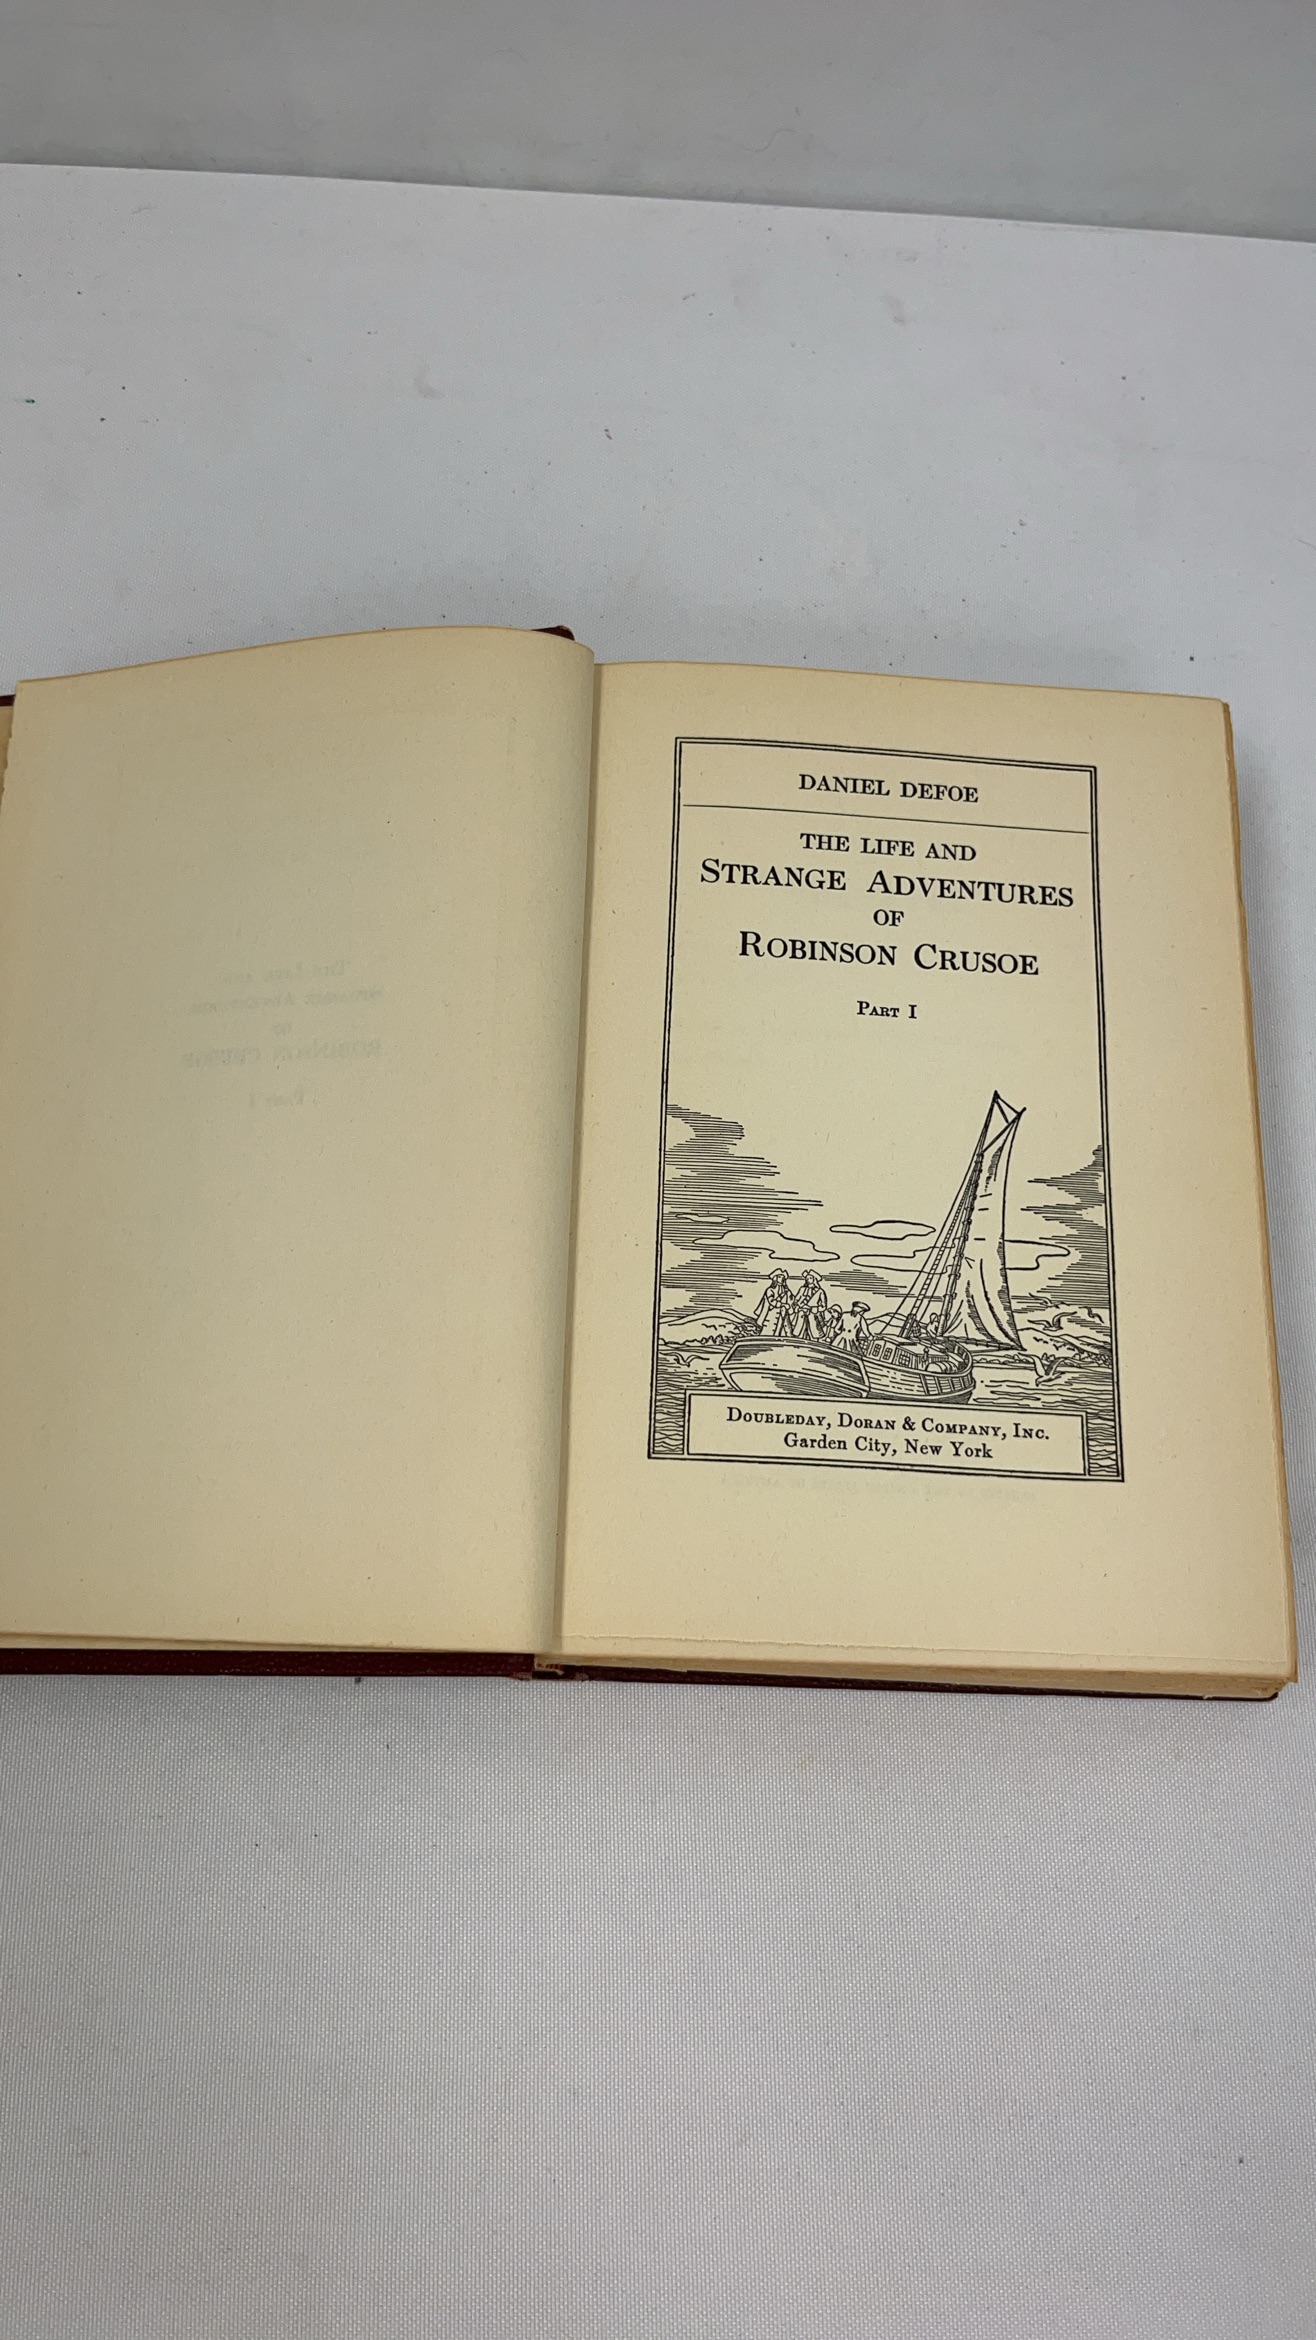 DANIEL DEFOE
THE LIFE AND
STRANGE ADVENTURES
OF
ROBINSON CRUSOE
PART I
DOUBLEDAY, DORAN & COMPANY, INC.
Garden City, New York